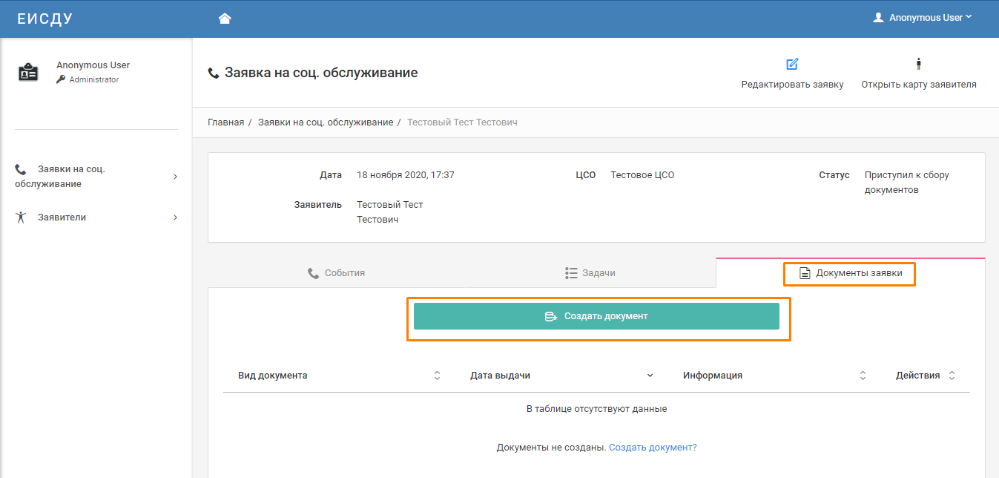 ЕИСДУ
Anonymous User
Anonymous User
Administrator
Заявки на соц.
обслуживание
Заявители
Заявка на соц. обслуживание
Редактировать заявку
Открыть карту заявителя
Главная / Заявки на соц. обслуживание / Тестовый Тест Тестович
Дата 18 ноября 2020, 17:37
ЦСО Тестовое ЦСО
Статус Приступил к сбору
документов
Заявитель Тестовый Тест
Тестович
События
Задачи
Документы заявки
Создать документ
Вид документа Дата выдачи Информация Действия
В таблице отсутствуют данные
Документы не созданы. Создать документ?